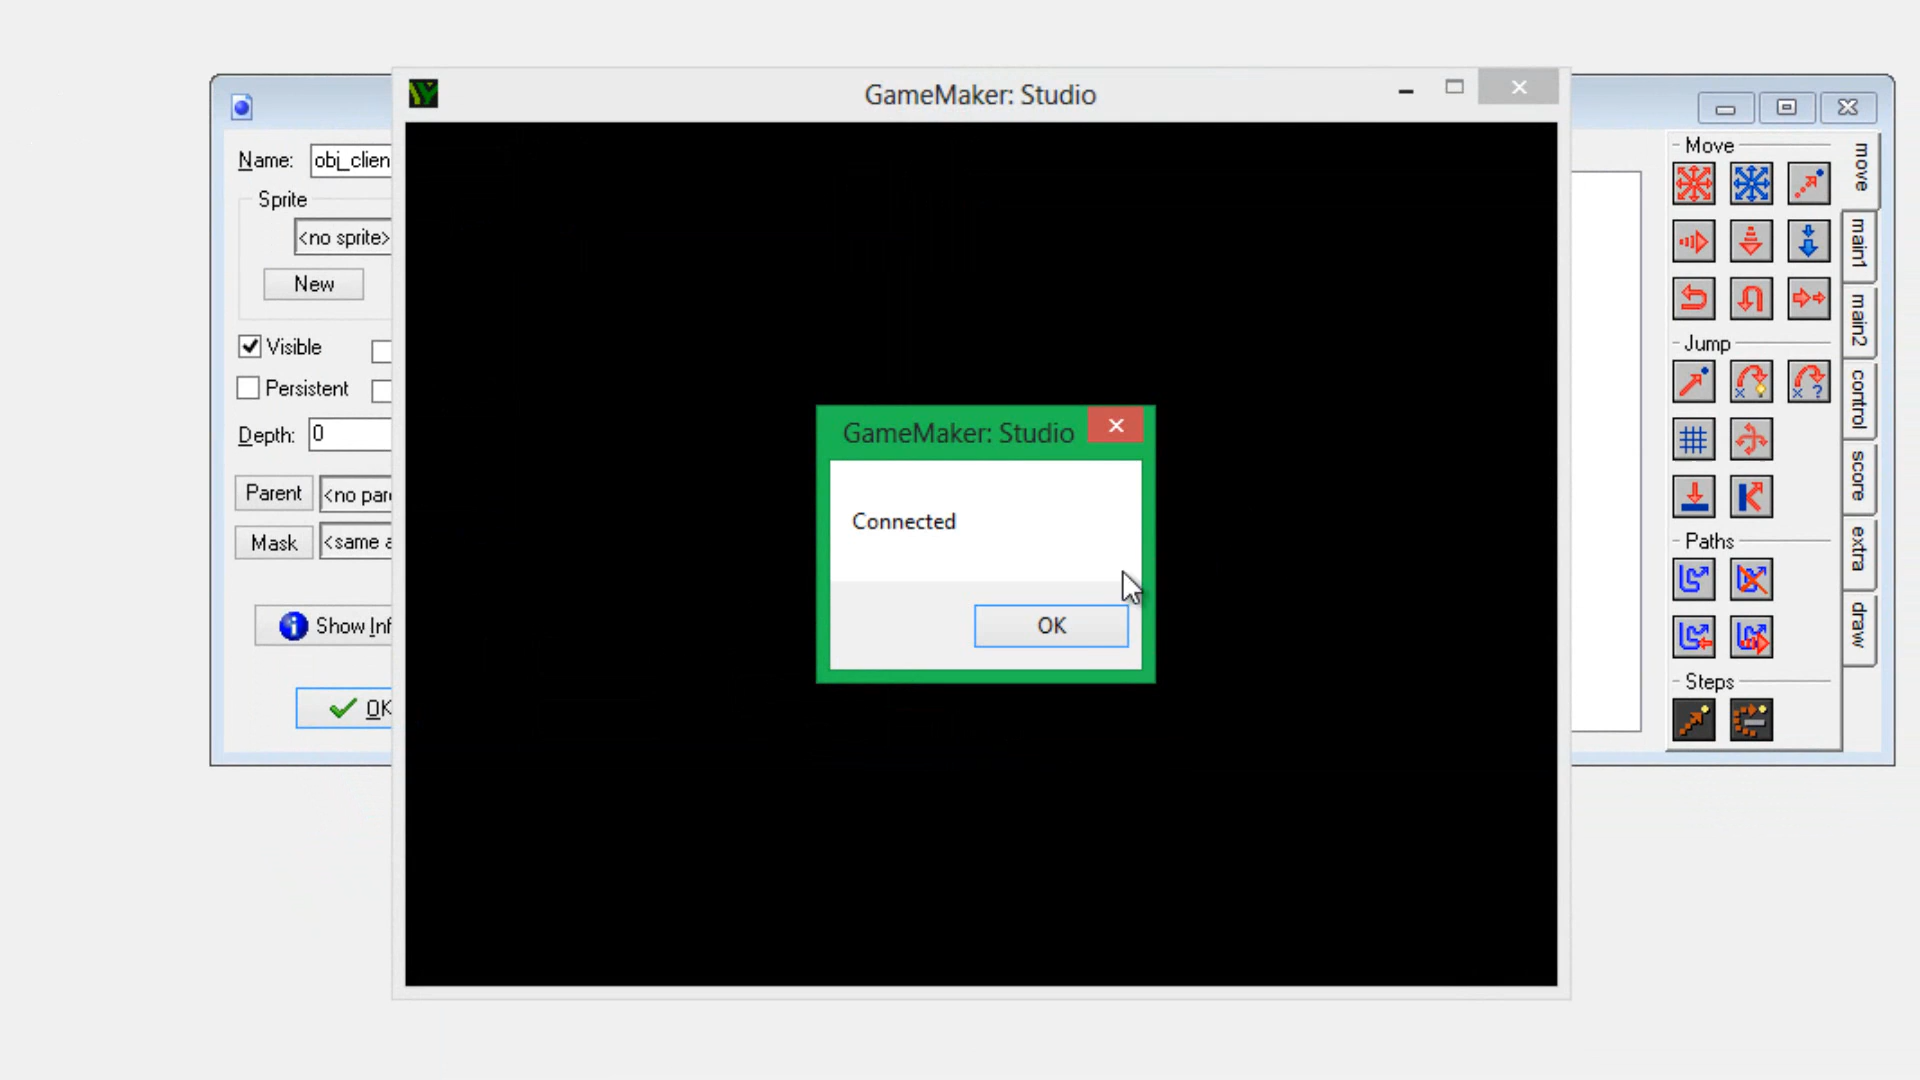 GameMaker: Studio
Name: obj_clien
Sprite
<no sprite>
New
Visible
Persistent
Depth: 0
Parent <no par
Mask <same a
Show Inf
OK
GameMaker: Studio
Connected
OK
Move
Jump
Paths
Steps
move
main1
main2
control
score
extra
draw